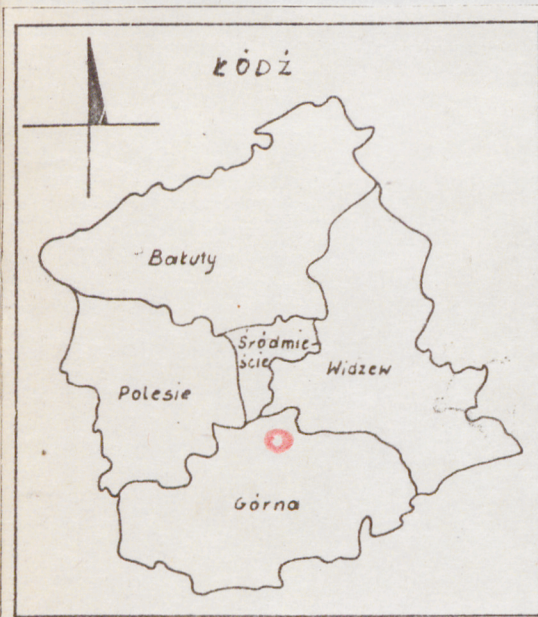 ŁÓDŹ
Bałuty
Śródmie-
ście
Widzew
Polesie
Górna